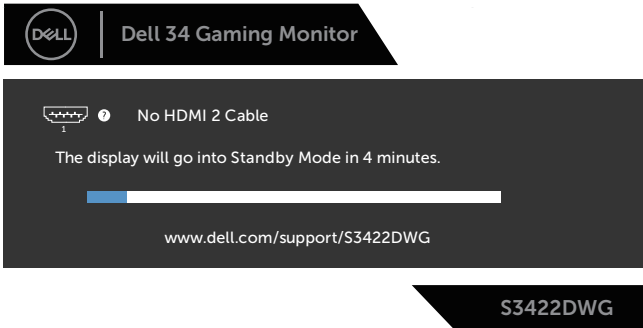 DELL
Dell 34 Gaming Monitor
1
?
No HDMI 2 Cable
The display will go into Standby Mode in 4 minutes.
www.dell.com/support/S3422DWG
S3422DWG